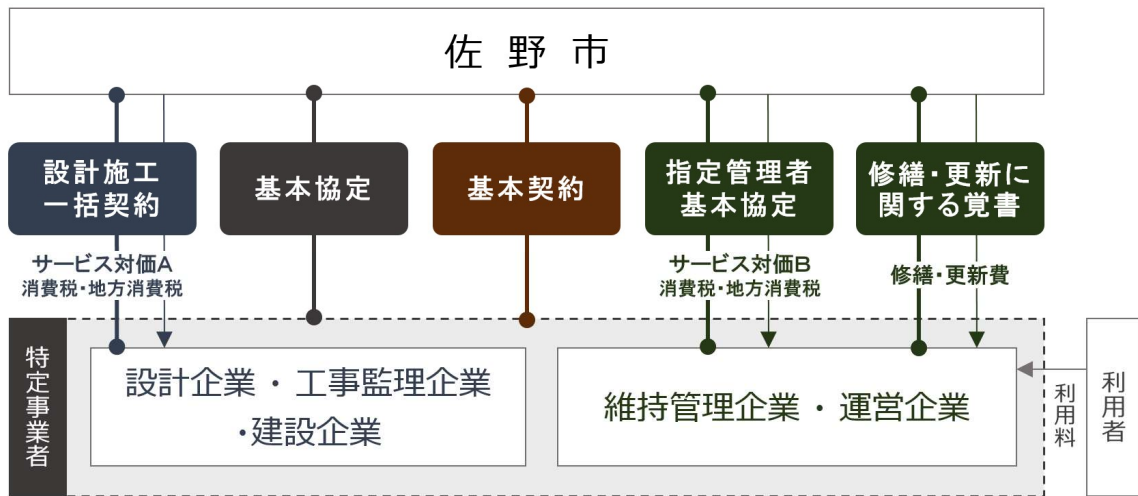 佐野市
設計施工
一括契約
基本協定
基本契約
指定管理者
基本協定
修繕・更新に
関する覚書
サービス対価A
消費税・地方消費税
サービス対価B
消費税・地方消費税
修繕・更新費
特定事業者
設計企業・工事監理企業
・建設企業
維持管理企業・運営企業
利用料
利用者